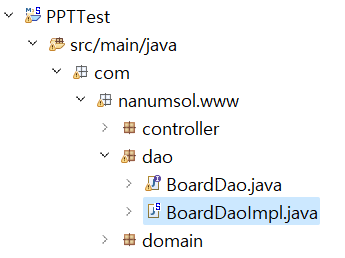 PPTTest
src/main/java
com
nanumsol.www
controller
dao
BoardDao.java
BoardDaoImpl.java
domain